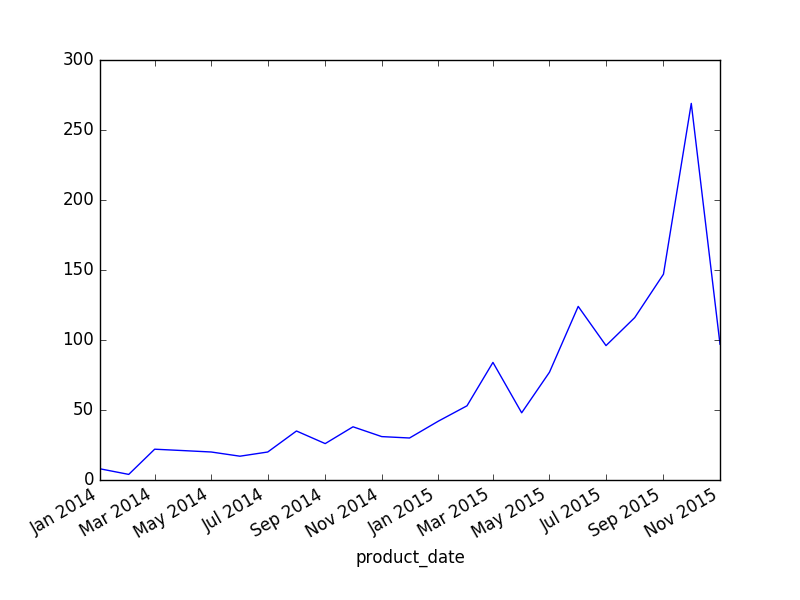 300
250
200
150
100
50
0
Jan 2014
Mar 2014
May 2014
Jul 2014
Sep 2014
Nov 2014
Jan 2015
Mar 2015
May 2015
Jul 2015
Sep 2015
Nov 2015
product_date